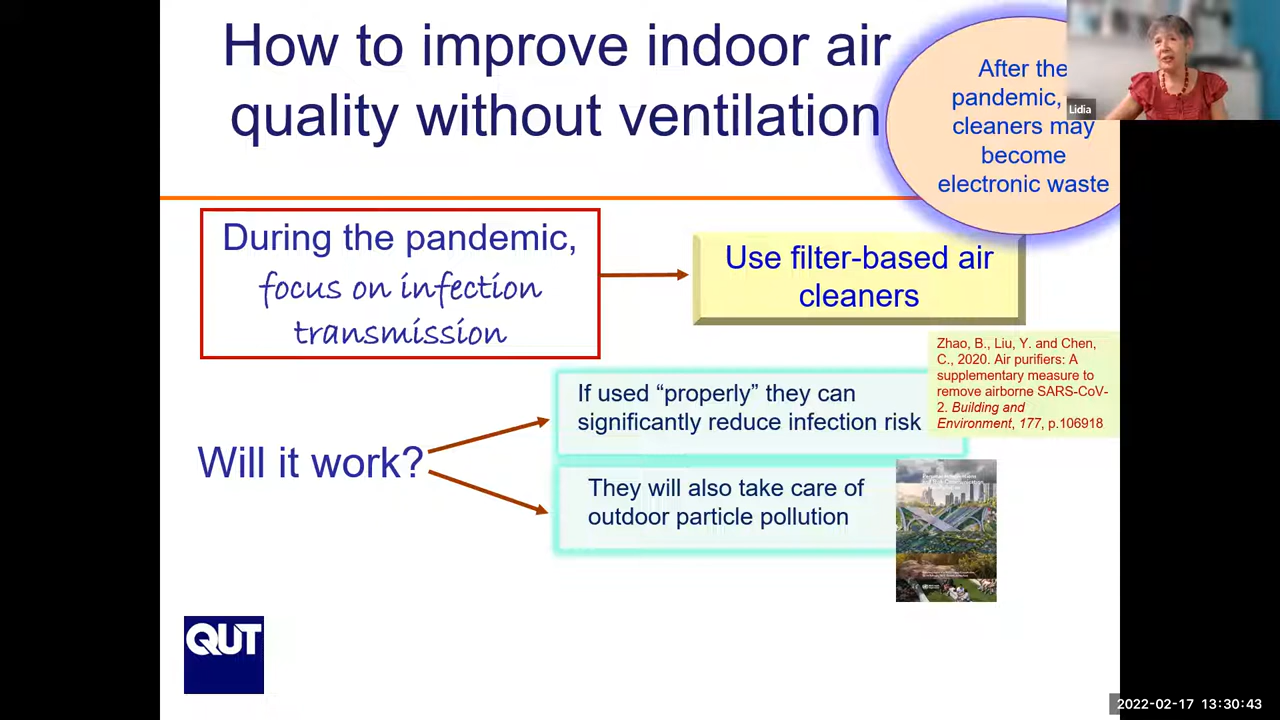 How to improve indoor air
quality without ventilation
After the
pandemic,
cleaners may
become
electronic waste
Lidia
During the pandemic,
focus on infection
transmission
Use filter-based air
cleaners
Zhao, B., Liu, Y. and Chen,
C., 2020. Air purifiers: A
supplementary measure to
remove airborne SARS-CoV-
2. Building and
Environment, 177, p.106918
If used “properly” they can
significantly reduce infection risk
Will it work?
They will also take care of
outdoor particle pollution
QUT
2022-02-17 13:30:43